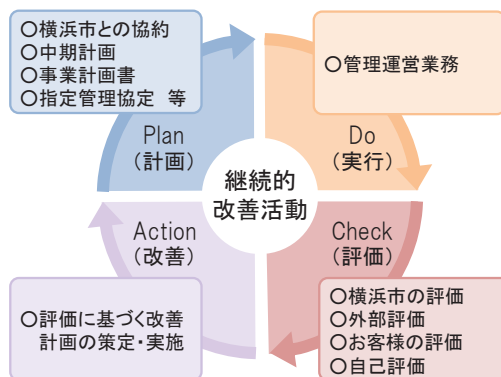 ○横浜市との協約
○中期計画
○事業計画書
○指定管理協定 等
○管理運営業務
Plan
(計画)
Do
(実行)
継続的
改善活動
Action
(改善)
Check
(評価)
○評価に基づく改善
計画の策定・実施
○横浜市の評価
○外部評価
○お客様の評価
○自己評価